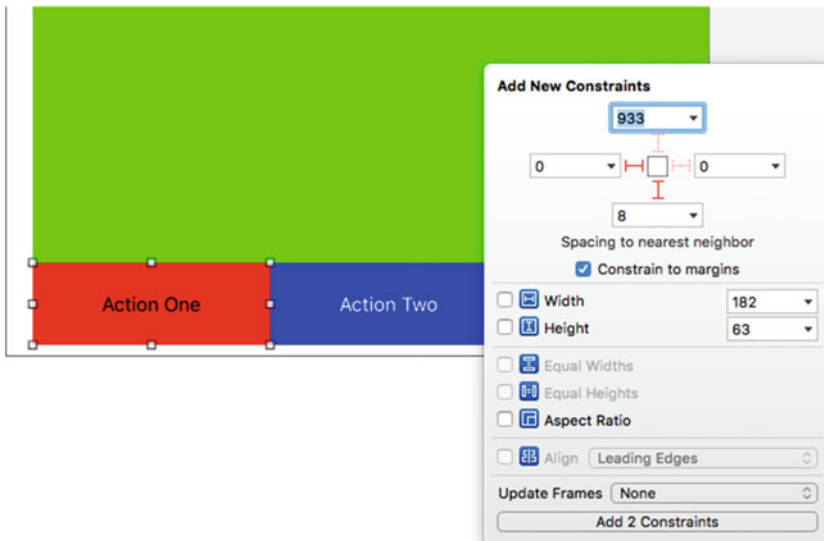 Add New Constraints
933
0 0
8
Spacing to nearest neighbor
Constrain to margins
Action One Action Two
Width 182
Height 63
Equal Widths
Equal Heights
Aspect Ratio
Align Leading Edges
Update Frames None
Add 2 Constraints